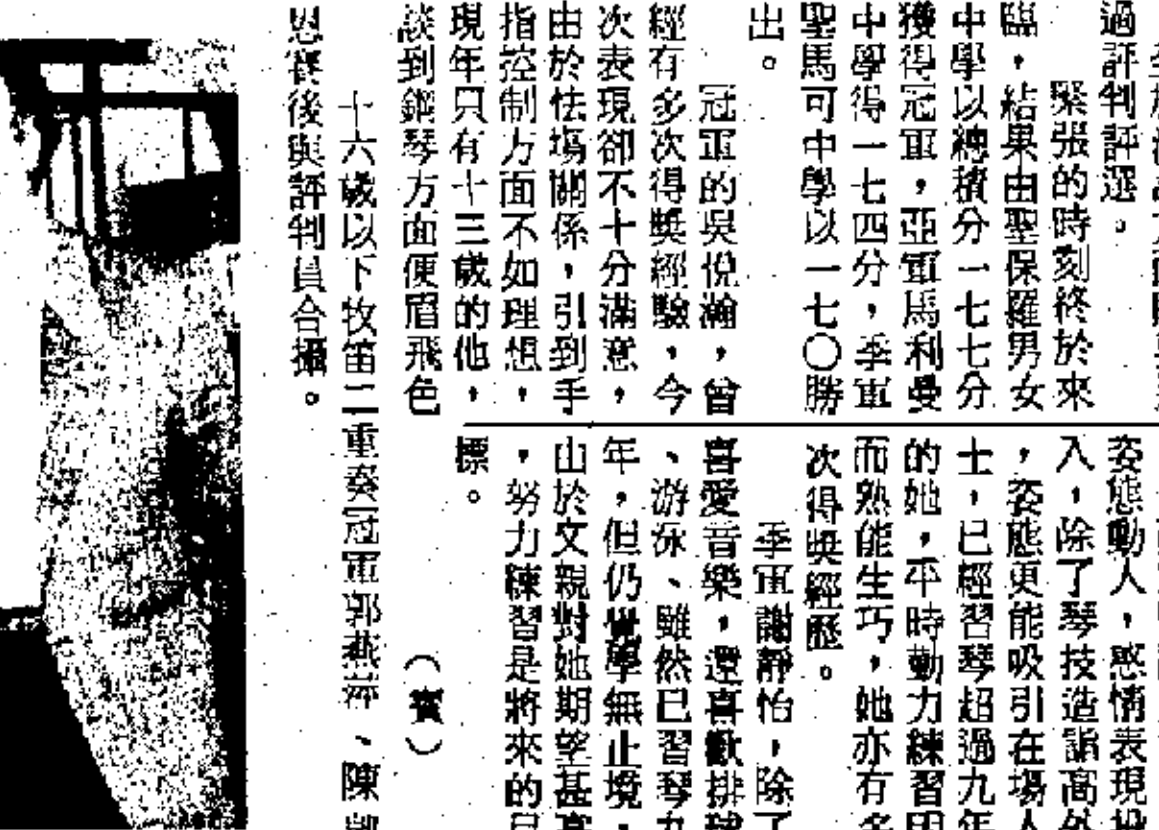 過評判評選。
緊張的時刻終於來
臨，結果由聖保羅男女
中學以總積分一七七分
獲得冠軍，亞軍馬利曼
中學得一七四分，季軍
聖馬可中學以一七〇勝
出。
冠軍的吳悅瀚，曾
經有多次得獎經驗，今
次表現卻不十分滿意，
由於怯場關係，引到手
指控制方面不如理想，
現年只有十三歲的他，
談到鋼琴方面便眉飛色
姿態動人，感情表現
入，除了琴技造詣高外
，姿態更能吸引在場人
士，已經習琴超過九年
的她，平時勤力練習因
而熟能生巧，她亦有多
次得獎經歷。
季軍謝靜怡，除了
喜愛音樂，還喜歡排球
、游泳、雖然已習琴九
年，但仍覺學無止境，
由於父親對她期望甚高
，努力練習是將來的目
標。
（賓）
十六歲以下牧笛二重奏冠軍郭燕萍、陳
恩賽後與評判員合攝。